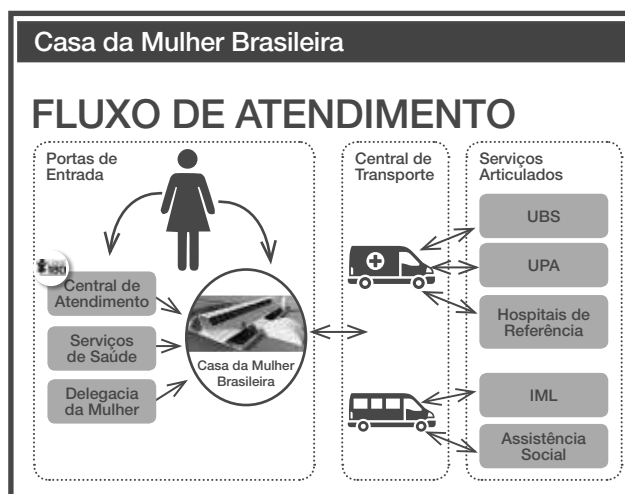 Casa da Mulher Brasileira
FLUXO DE ATENDIMENTO
Portas de
Entrada
180
Central de
Atendimento
Serviços
de Saúde
Delegacia
da Mulher
Casa da Mulher
Brasileira
Central de
Transporte
Serviços
Articulados
UBS
UPA
Hospitais de
Referência
IML
Assistência
Social